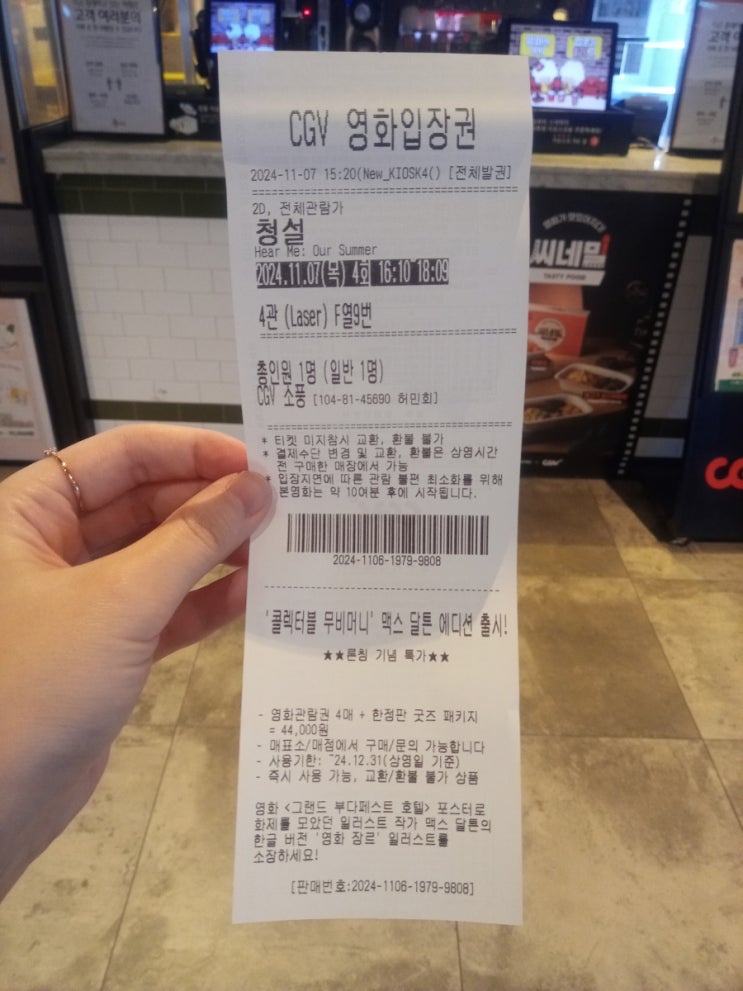 고객 여러분의
CGV 영화입장권
2024-11-07 15:20(New_KIOSK4() [전체발권]
2D, 전체관람가
청설
Hear Me: Our Summer
2024.11.07(목) 4회 16:10~18:09
4관 (Laser) F열9번
총인원 1명 (일반 1명)
CGV 소풍 [104-81-45690 허민회]
* 티켓 미지참시 교환, 환불 불가
* 결제수단 변경 및 교환, 환불은 상영시간
전 구매한 매장에서 가능
* 입장지연에 따른 관람 불편 최소화를 위해
본영화는 약 10여분 후에 시작됩니다.
2024-1106-1979-9808
'콜렉터블 무비머니' 맥스 달튼 에디션 출시!
★★론칭 기념 특가★★
- 영화관람권 4매 + 한정판 굿즈 패키지
= 44,000원
- 매표소/매점에서 구매/문의 가능합니다
- 사용기한: ~24.12.31(상영일 기준)
- 즉시 사용 가능, 교환/환불 불가 상품
영화 <그랜드 부다페스트 호텔> 포스터로
화제를 모았던 일러스트 작가 맥스 달튼의
한글 버전 '영화 장르' 일러스트를
소장하세요!
[판매번호:2024-1106-1979-9808]
씨네밀
TASTY FOOD